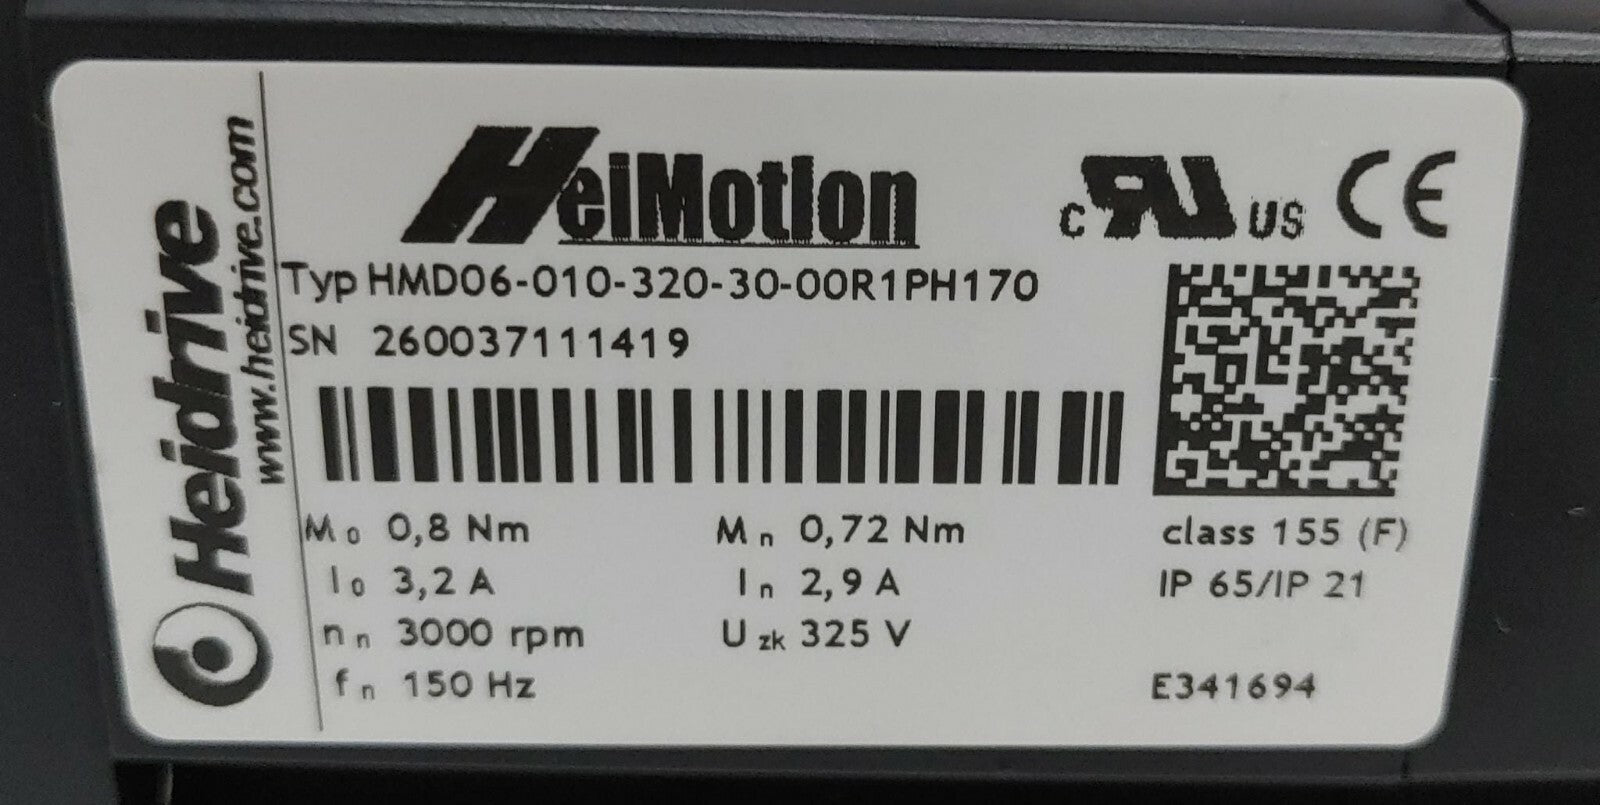 Heidrive
www.heidrive.com
HeiMotion
c RU US CE
Typ HMD06-010-320-30-00R1PH170
SN 260037111419
M0 0,8 Nm Mn 0,72 Nm class 155 (F)
I0 3,2 A In 2,9 A IP 65/IP 21
nn 3000 rpm Uzk 325 V
fn 150 Hz E341694